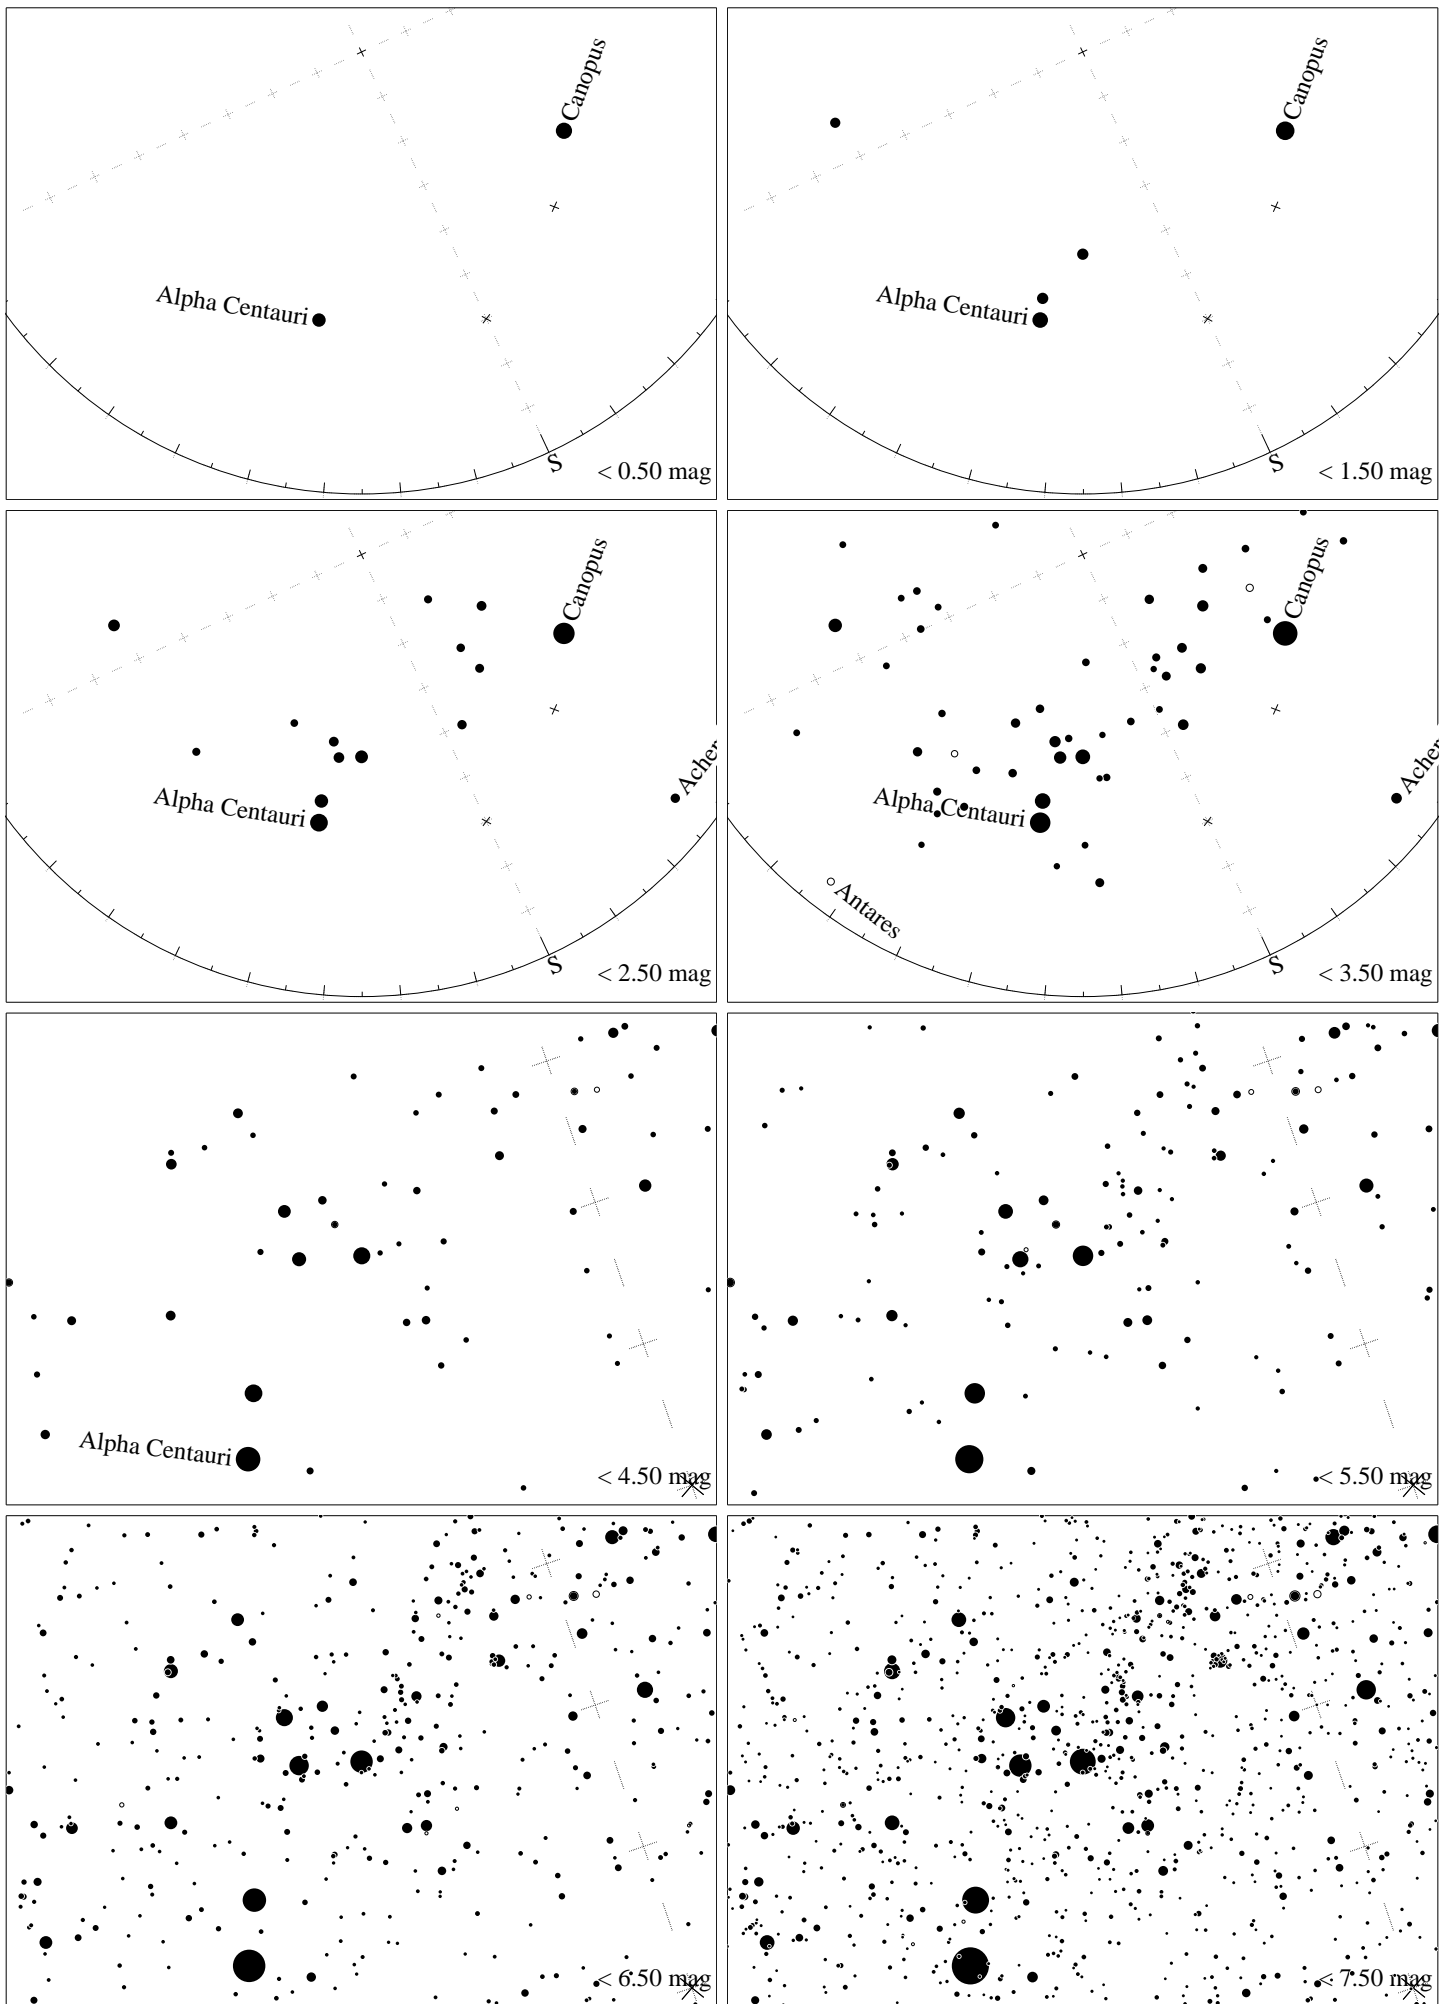 Canopus
Alpha Centauri
S
< 0.50 mag
Canopus
Alpha Centauri
S
< 1.50 mag
Canopus
Acher
Alpha Centauri
S
< 2.50 mag
Canopus
Acher
Alpha Centauri
Antares
S
< 3.50 mag
Alpha Centauri
< 4.50 mag
< 5.50 mag
< 6.50 mag
< 7.50 mag